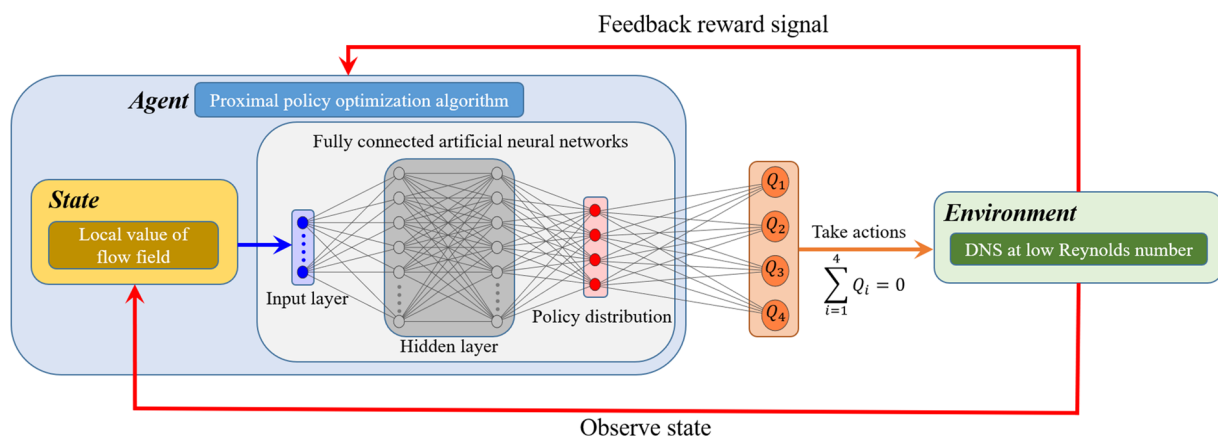 Feedback reward signal
Agent
Proximal policy optimization algorithm
Fully connected artificial neural networks
State
Local value of
flow field
Input layer
Hidden layer
Policy distribution
Q₁
Q₂
Q₃
Q₄
Take actions
4
∑ Qᵢ = 0
i=1
Environment
DNS at low Reynolds number
Observe state